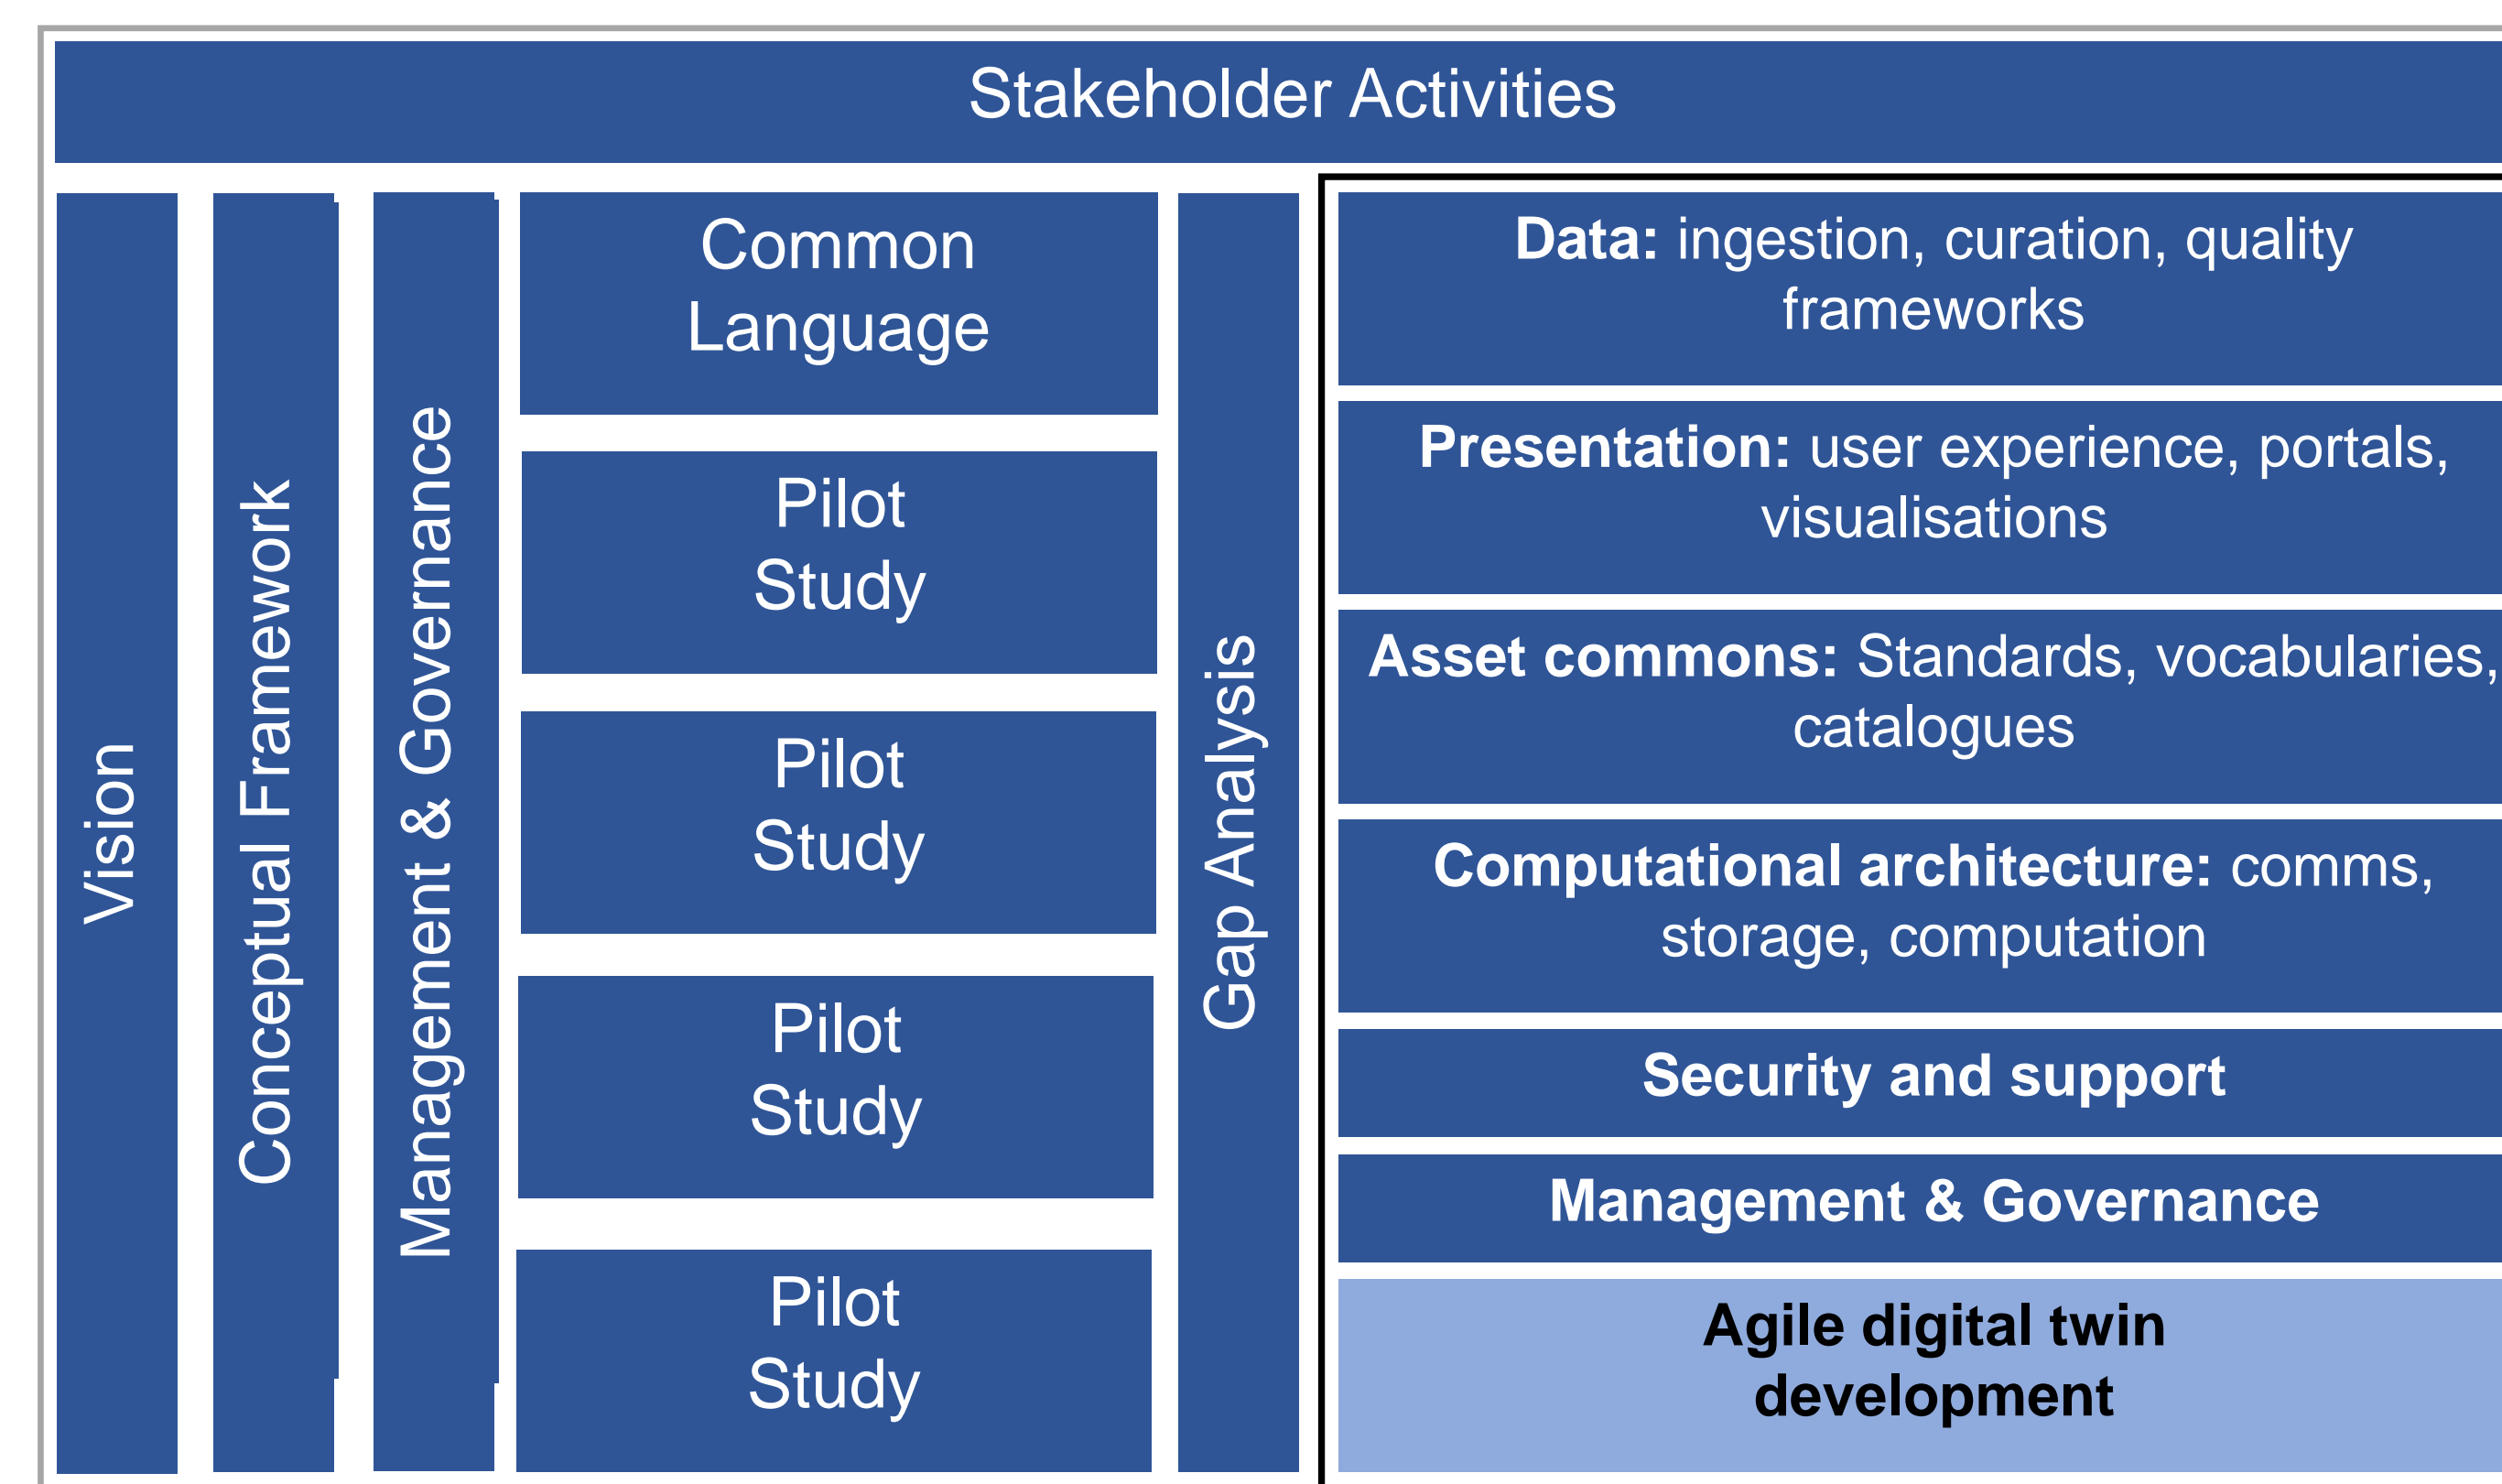 Stakeholder Activities
Vision
Conceptual Framework
Management & Governance
Common
Language
Pilot
Study
Pilot
Study
Pilot
Study
Pilot
Study
Gap Analysis
Data: ingestion, curation, quality
frameworks
Presentation: user experience, portals,
visualisations
Asset commons: Standards, vocabularies,
catalogues
Computational architecture: comms,
storage, computation
Security and support
Management & Governance
Agile digital twin
development